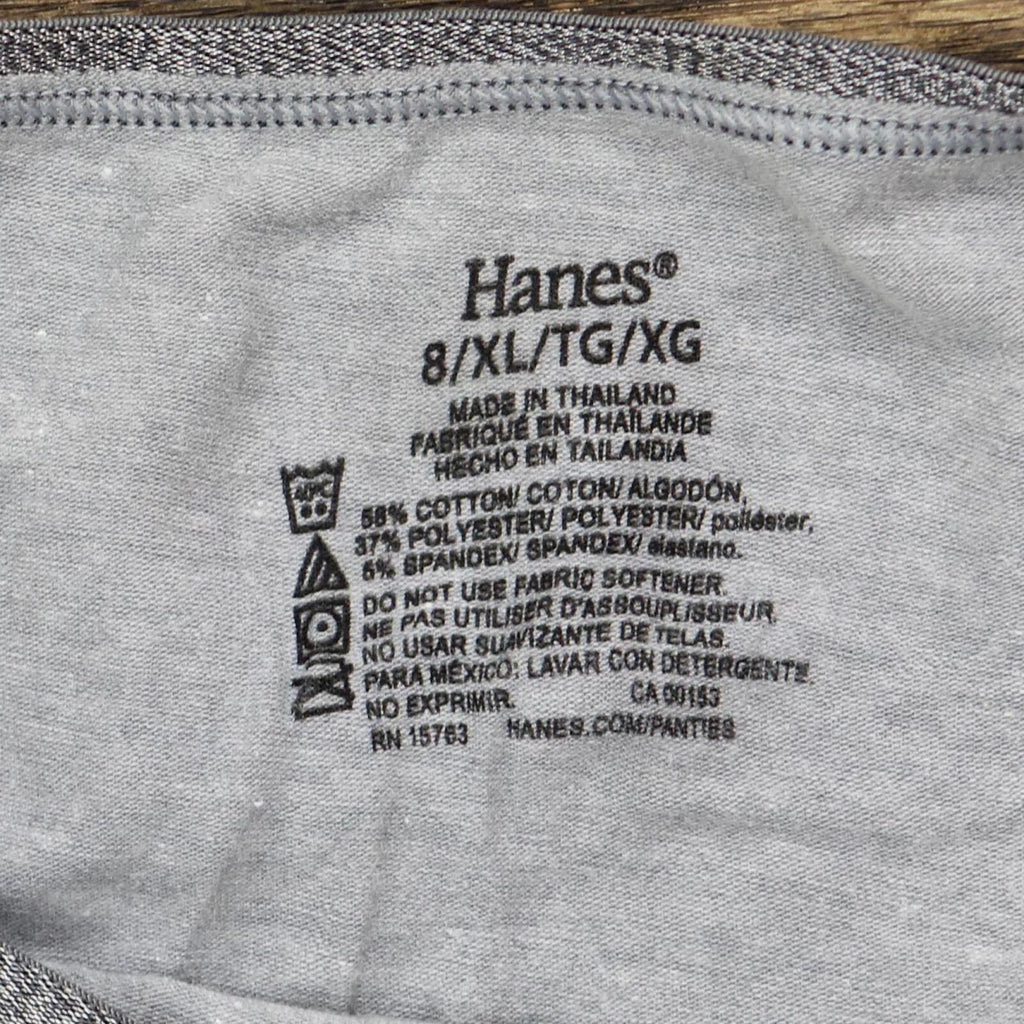 Hanes®
8/XL/TG/XG
MADE IN THAILAND
FABRIQUÉ EN THAÏLANDE
HECHO EN TAILANDIA
40°C
58% COTTON/ COTON/ ALGODÓN,
37% POLYESTER/ POLYESTER/ poliéster,
5% SPANDEX/ SPANDEX/ elastano.
DO NOT USE FABRIC SOFTENER.
NE PAS UTILISER D'ASSOUPLISSEUR.
NO USAR SUAVIZANTE DE TELAS.
PARA MÉXICO: LAVAR CON DETERGENTE.
NO EXPRIMIR. CA 00153
RN 15763 HANES.COM/PANTIES